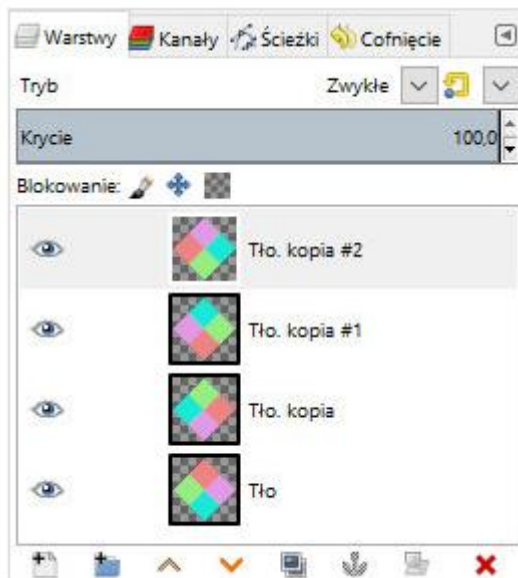 Warstwy Kanały Ścieżki Cofnięcie
Tryb Zwykłe
Krycie 100,0
Blokowanie:
Tło. kopia #2
Tło. kopia #1
Tło. kopia
Tło